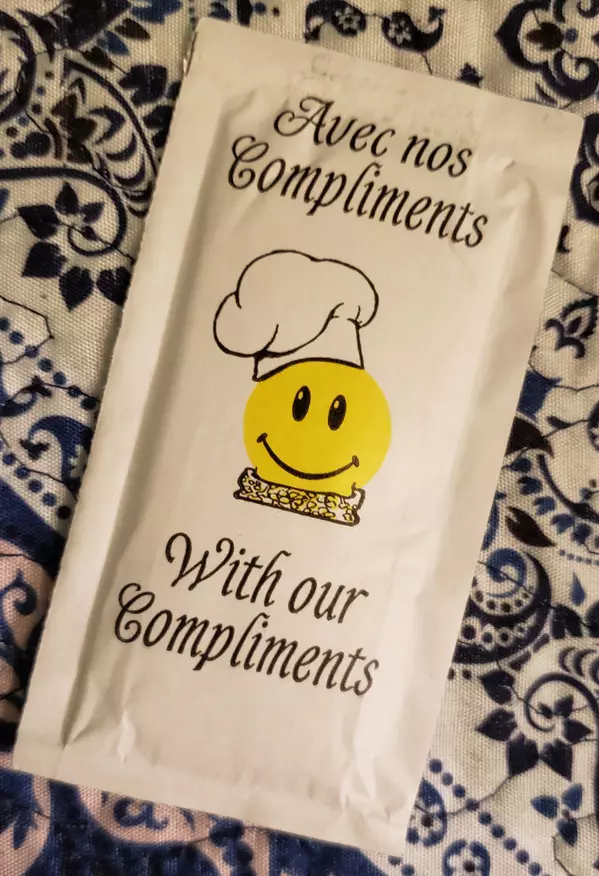 Avec nos
Compliments
With our
Compliments